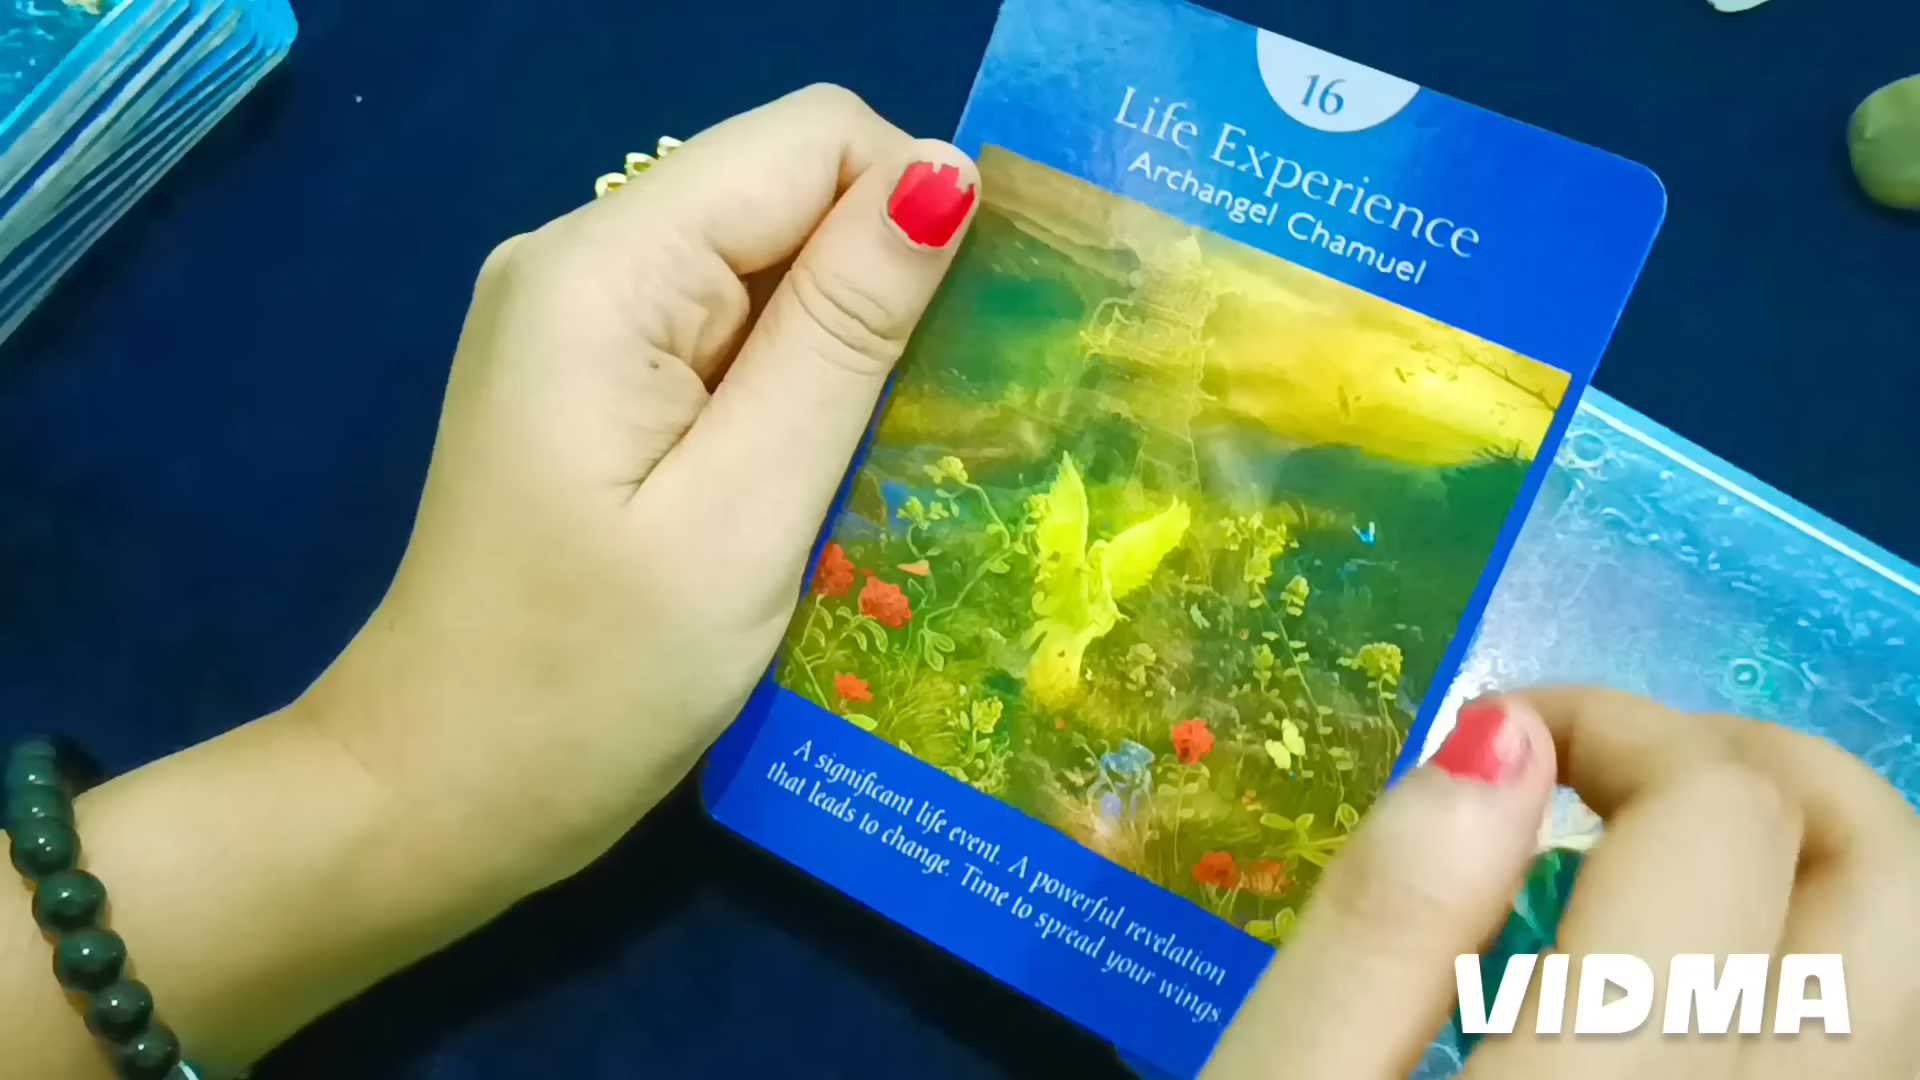 16
Life Experience
Archangel Chamuel
A significant life event. A powerful revelation
that leads to change. Time to spread your wings.
VIDMA